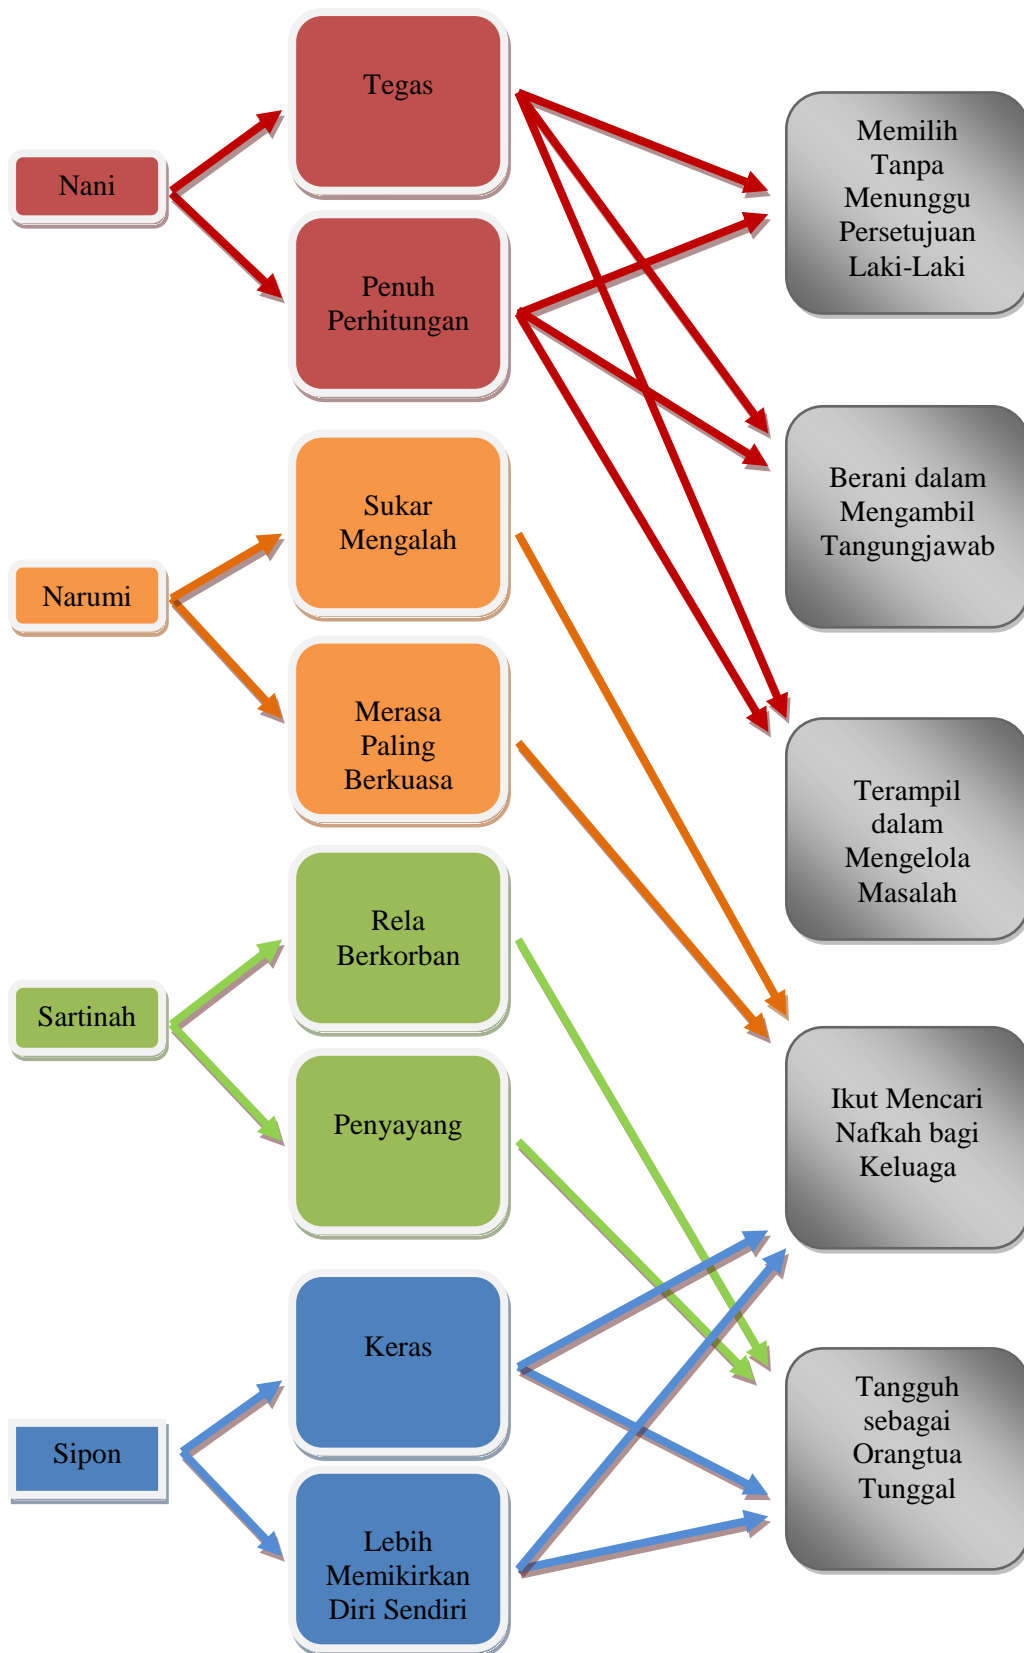 Nani
Tegas
Penuh
Perhitungan
Narumi
Sukar
Mengalah
Merasa
Paling
Berkuasa
Sartinah
Rela
Berkorban
Penyayang
Sipon
Keras
Lebih
Memikirkan
Diri Sendiri
Memilih
Tanpa
Menunggu
Persetujuan
Laki-Laki
Berani dalam
Mengambil
Tangungjawab
Terampil
dalam
Mengelola
Masalah
Ikut Mencari
Nafkah bagi
Keluaga
Tangguh
sebagai
Orangtua
Tunggal